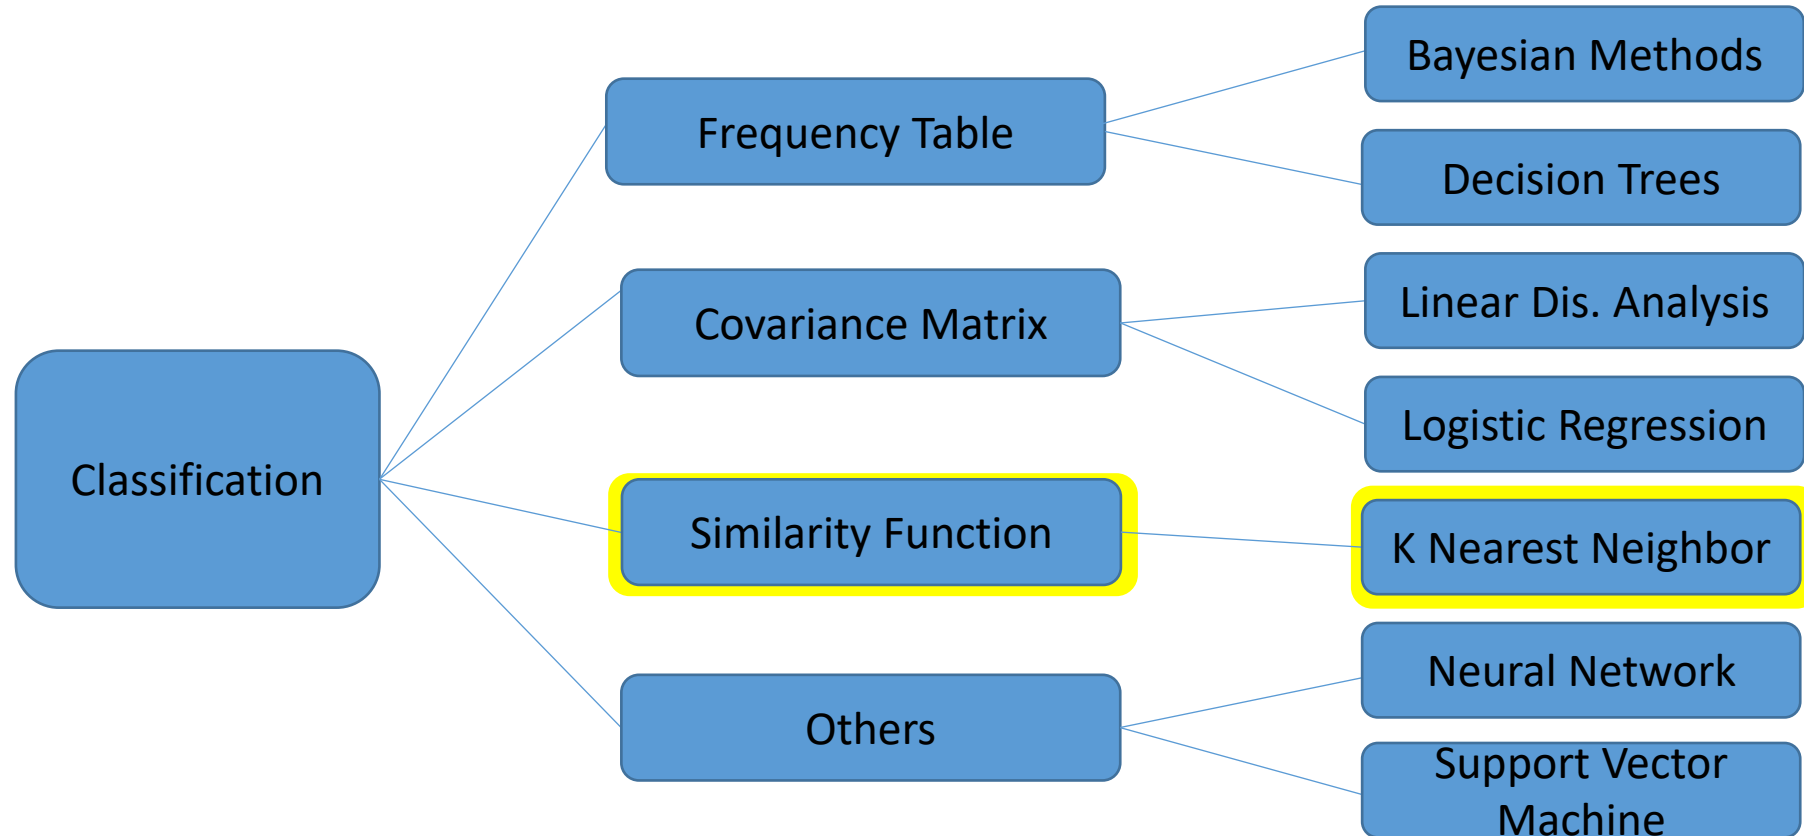 Classification
Frequency Table
Covariance Matrix
Similarity Function
Others
Bayesian Methods
Decision Trees
Linear Dis. Analysis
Logistic Regression
K Nearest Neighbor
Neural Network
Support Vector
Machine